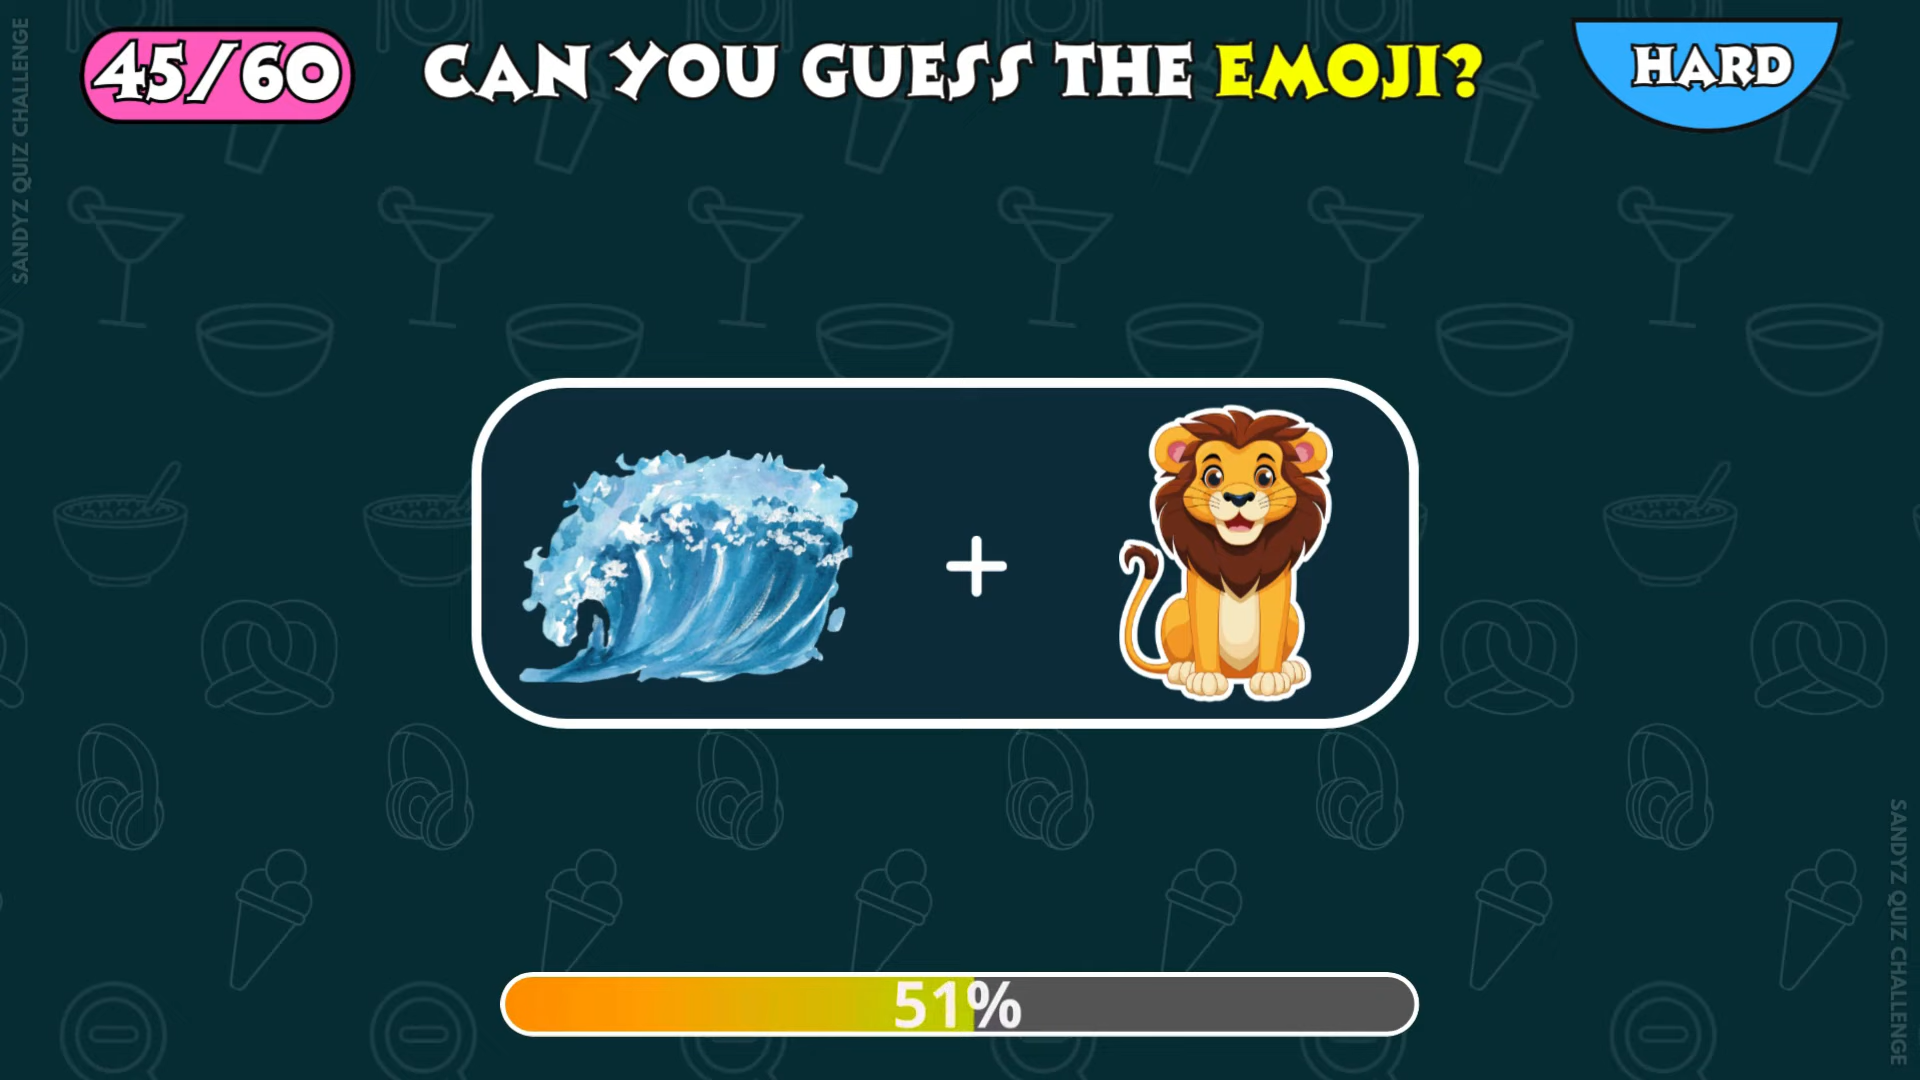 45/60
CAN YOU GUESS THE EMOJI?
HARD
SANDYZ QUIZ CHALLENGE
51%
SANDYZ QUIZ CHALLENGE